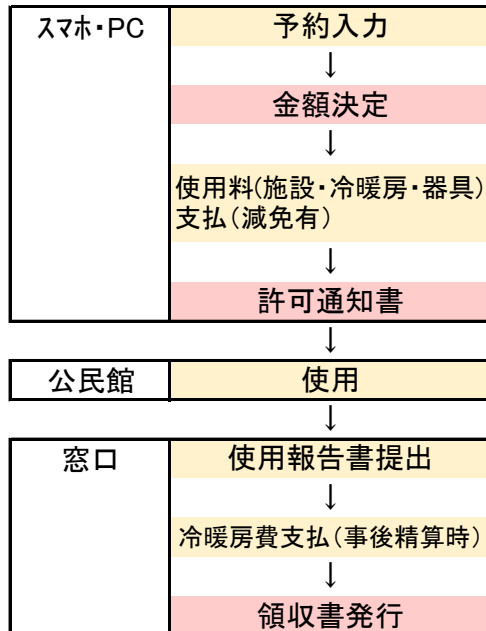 スマホ・PC 予約入力
↓
金額決定
↓
使用料(施設・冷暖房・器具)
支払(減免有)
↓
許可通知書
↓
公民館 使用
↓
窓口 使用報告書提出
↓
冷暖房費支払(事後精算時)
↓
領収書発行